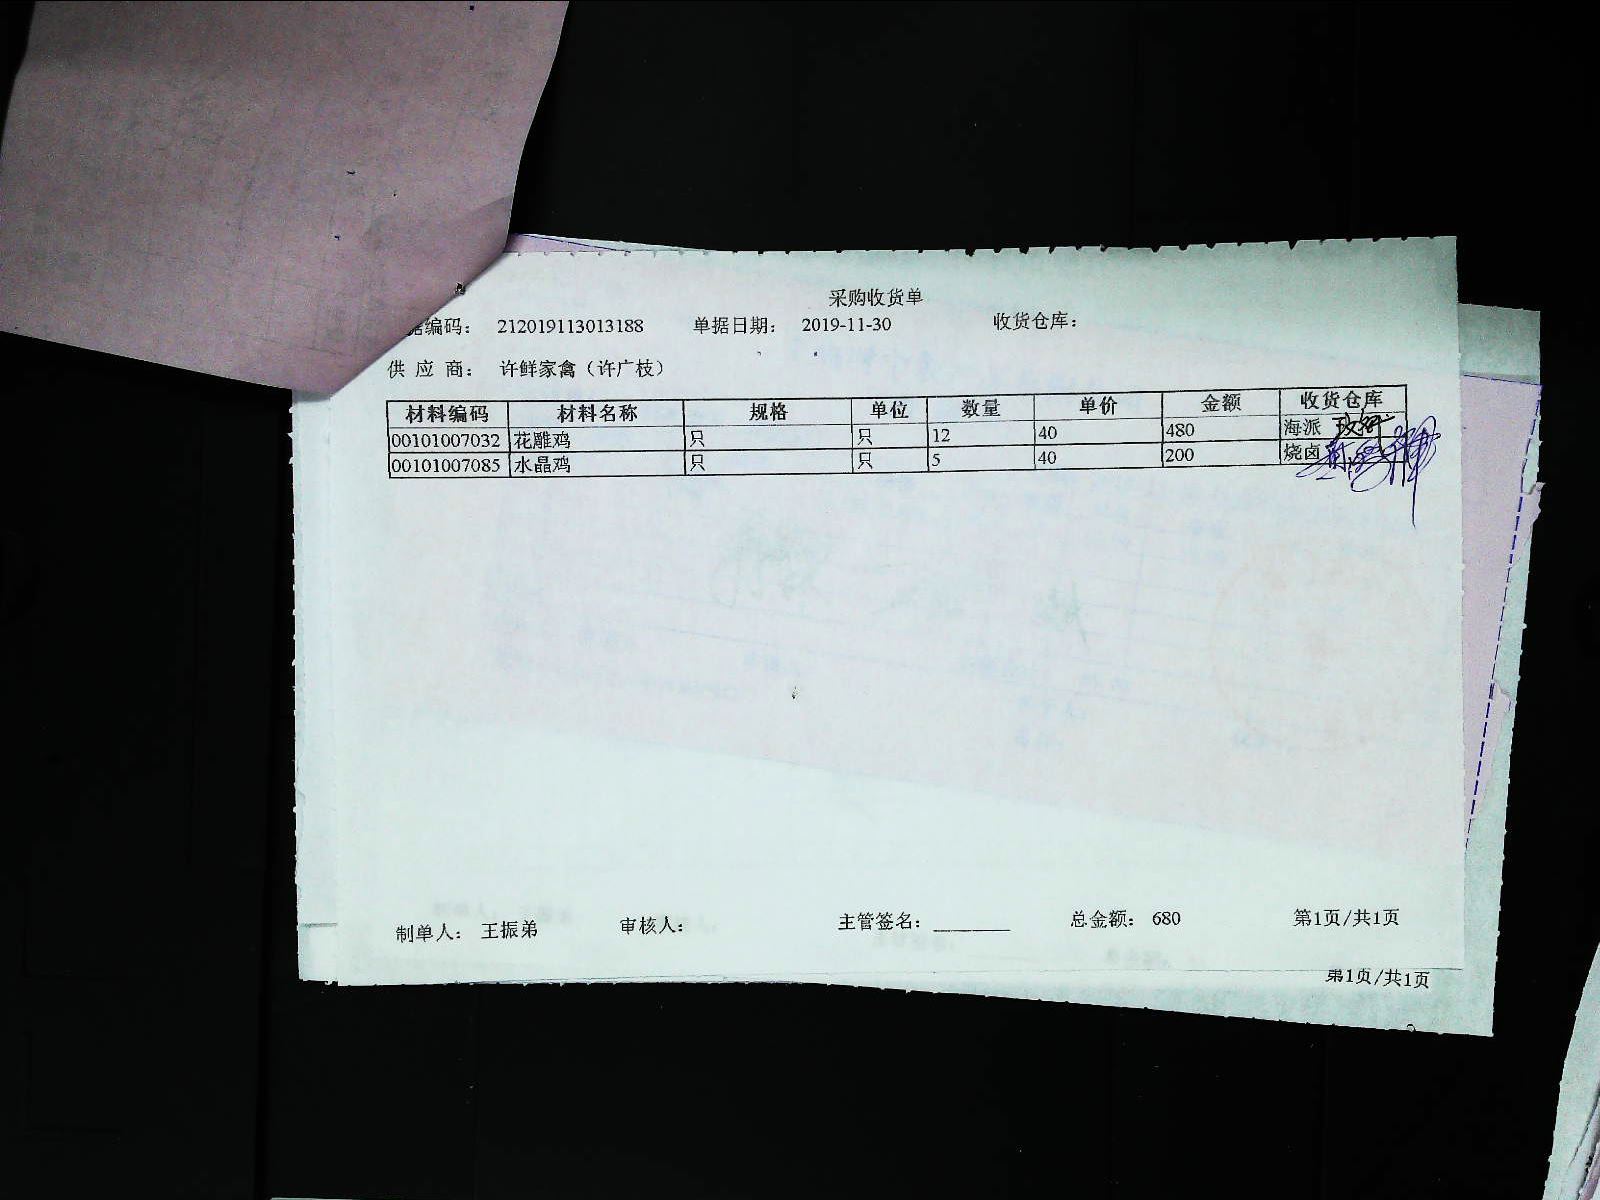 采购收货单
据编码： 212019113013188 单据日期： 2019-11-30 收货仓库：
供 应 商： 许鲜家禽（许广枝）
材料编码 材料名称 规格 单位 数量 单价 金额 收货仓库
00101007032 花雕鸡 只 只 12 40 480 海派
00101007085 水晶鸡 只 只 5 40 200 烧卤
制单人： 王振弟 审核人： 主管签名： 总金额： 680 第1页/共1页
第1页/共1页